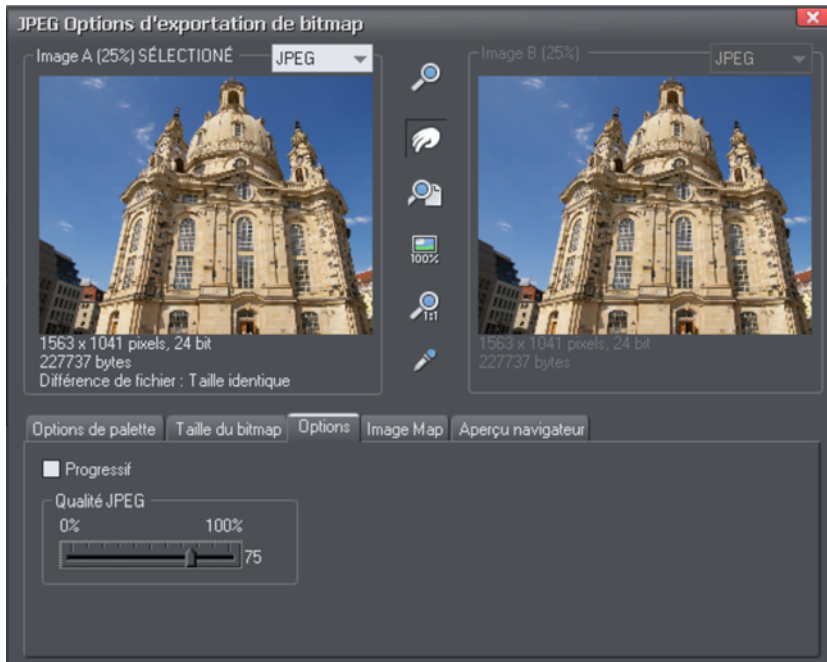 JPEG Options d'exportation de bitmap
Image A (25%) SÉLECTIONÉ
JPEG
Image B (25%)
JPEG
100%
1:1
1563 x 1041 pixels, 24 bit
227737 bytes
Différence de fichier : Taille identique
1563 x 1041 pixels, 24 bit
227737 bytes
Options de palette
Taille du bitmap
Options
Image Map
Aperçu navigateur
Progressif
Qualité JPEG
0% 100%
75